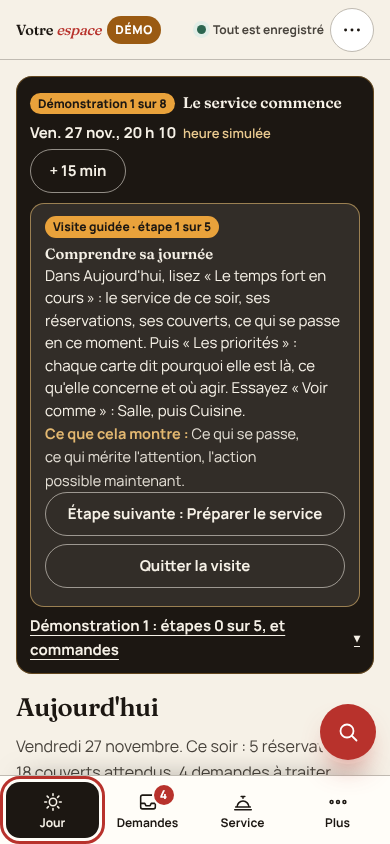 Votre espace DÉMO
Tout est enregistré
Démonstration 1 sur 8 Le service commence
Ven. 27 nov., 20 h 10 heure simulée
+ 15 min
Visite guidée · étape 1 sur 5
Comprendre sa journée
Dans Aujourd'hui, lisez « Le temps fort en
cours » : le service de ce soir, ses
réservations, ses couverts, ce qui se passe
en ce moment. Puis « Les priorités » :
chaque carte dit pourquoi elle est là, ce
qu'elle concerne et où agir. Essayez « Voir
comme » : Salle, puis Cuisine.
Ce que cela montre : Ce qui se passe,
ce qui mérite l'attention, l'action
possible maintenant.
Étape suivante : Préparer le service
Quitter la visite
Démonstration 1 : étapes 0 sur 5, et
commandes
Aujourd'hui
Vendredi 27 novembre. Ce soir : 5
18 couverts attendus, 4 demandes à traiter
4
Jour
Demandes
Service
Plus